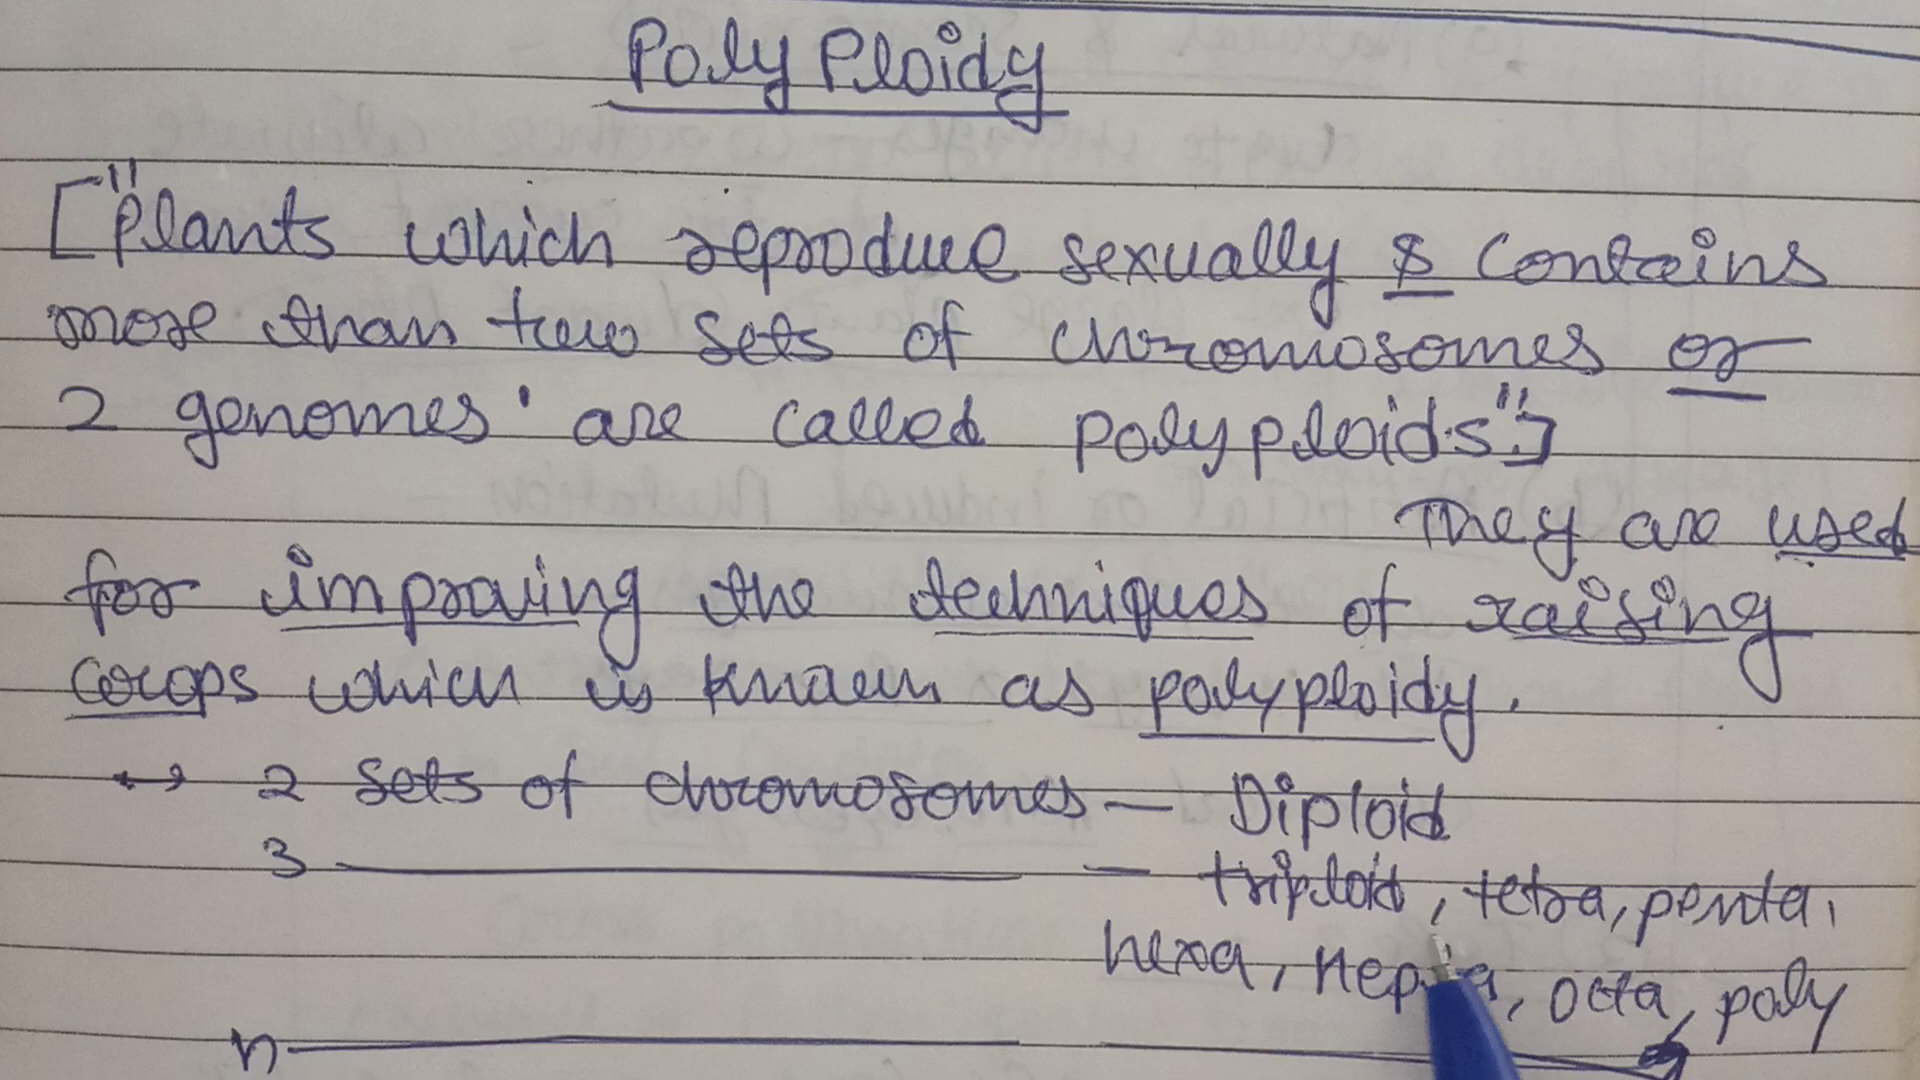 Poly Ploidy
["Plants which reproduce sexually & Contains
more than two sets of chromosomes or
2 genomes' are called polyploids"]
They are used
for improving the techniques of raising
Crops which is known as polyploidy.
→ 2 sets of chromosomes — Diploid
3 ——— — triploid, tetra, penta,
hexa, Hepta, octa, poly
n ———